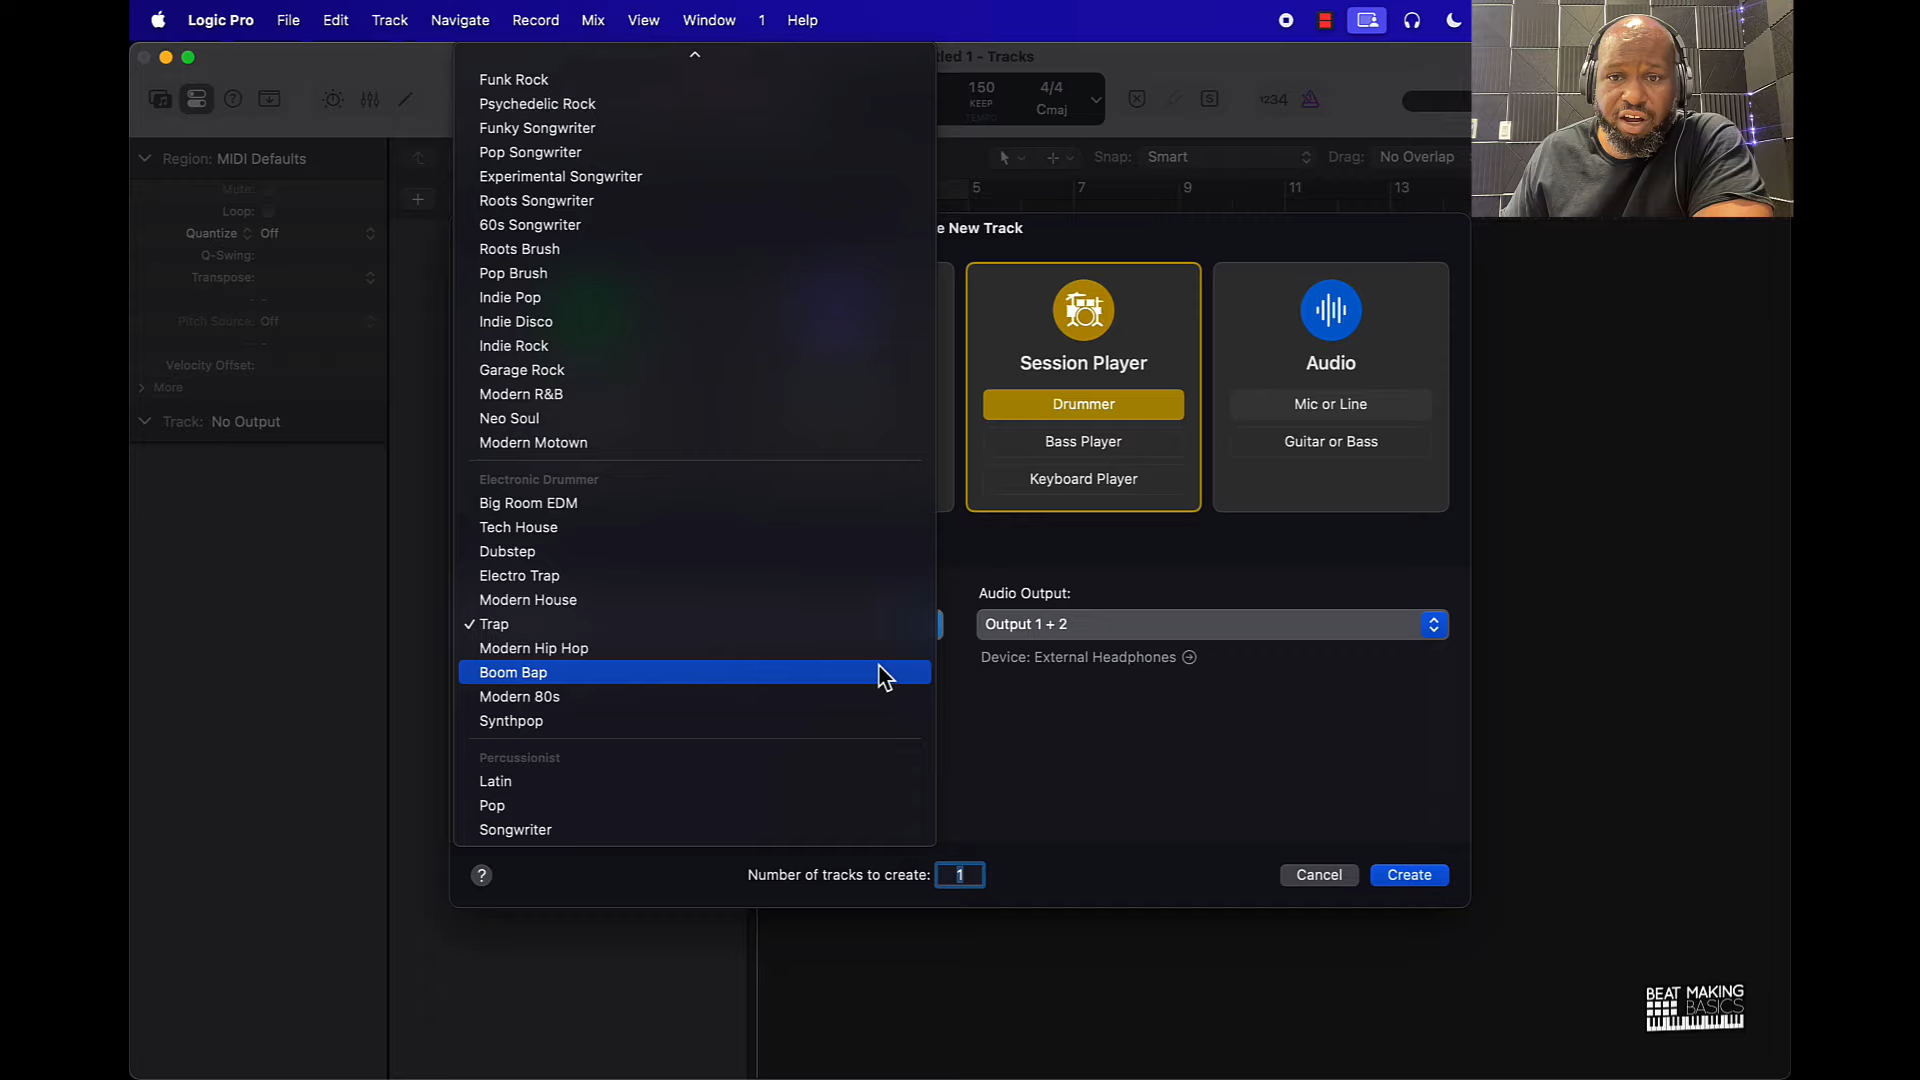 Logic Pro File Edit Track Navigate Record Mix View Window 1 Help
tled 1 - Tracks
150 4/4
KEEP Cmaj
TEMPO
1234
Region: MIDI Defaults
Snap: Smart Drag: No Overlap
5 7 9 11 13
Mute:
Loop:
Quantize Off
Q-Swing:
Transpose:
Pitch Source: Off
Velocity Offset:
More
Track: No Output
Funk Rock
Psychedelic Rock
Funky Songwriter
Pop Songwriter
Experimental Songwriter
Roots Songwriter
60s Songwriter
Roots Brush
Pop Brush
Indie Pop
Indie Disco
Indie Rock
Garage Rock
Modern R&B
Neo Soul
Modern Motown
Electronic Drummer
Big Room EDM
Tech House
Dubstep
Electro Trap
Modern House
✓ Trap
Modern Hip Hop
Boom Bap
Modern 80s
Synthpop
Percussionist
Latin
Pop
Songwriter
e New Track
Session Player
Drummer
Bass Player
Keyboard Player
Audio
Mic or Line
Guitar or Bass
Audio Output:
Output 1 + 2
Device: External Headphones
? Number of tracks to create: 1 Cancel Create
BEAT MAKING
BASICS